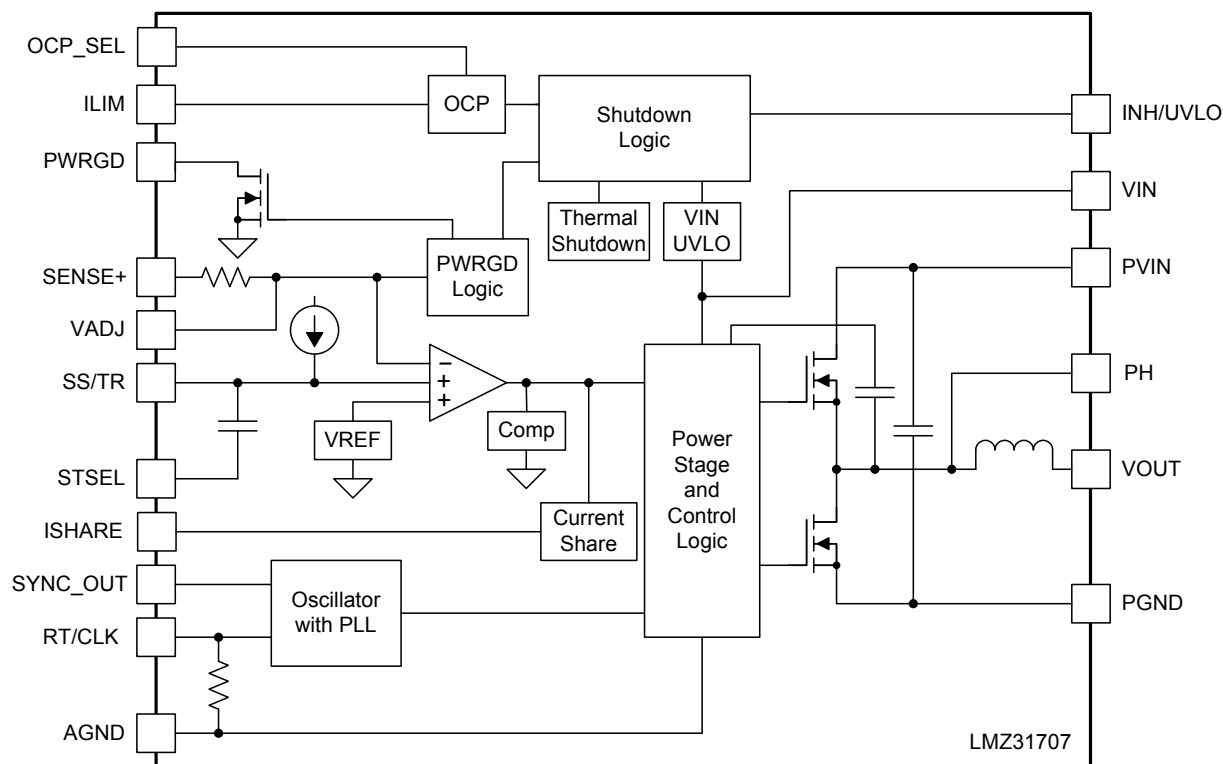 OCP_SEL
ILIM
PWRGD
SENSE+
VADJ
SS/TR
STSEL
ISHARE
SYNC_OUT
RT/CLK
AGND
OCP
Shutdown
Logic
Thermal
Shutdown
VIN
UVLO
PWRGD
Logic
VREF
Comp
Current
Share
Oscillator
with PLL
Power
Stage
and
Control
Logic
INH/UVLO
VIN
PVIN
PH
VOUT
PGND
LMZ31707